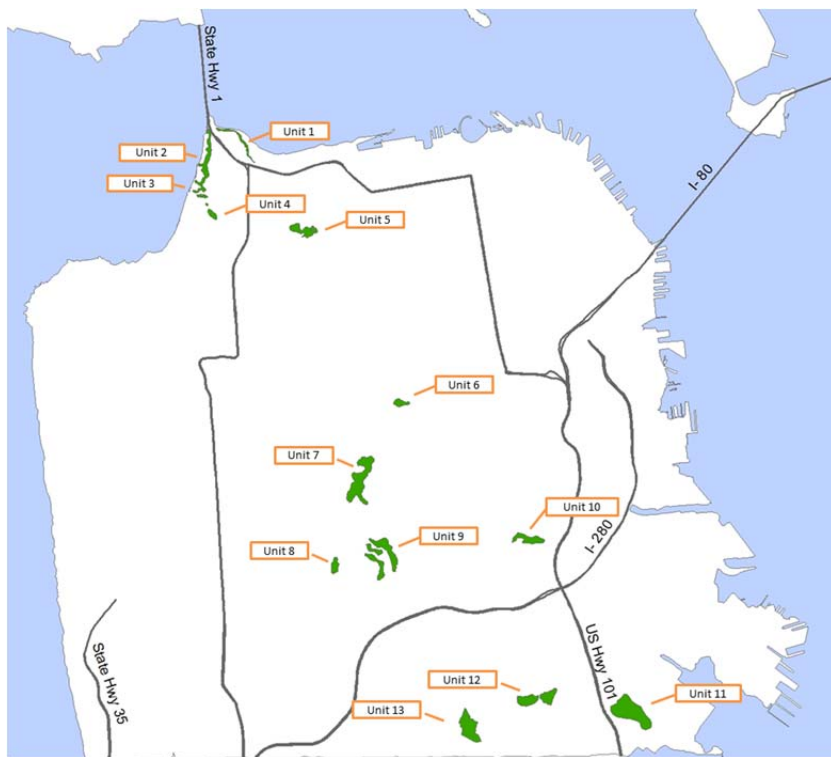 State Hwy 1
Unit 1
Unit 2
Unit 3
Unit 4
Unit 5
I-80
Unit 6
Unit 7
Unit 10
Unit 9
Unit 8
I-280
State Hwy 35
US Hwy 101
Unit 12
Unit 11
Unit 13